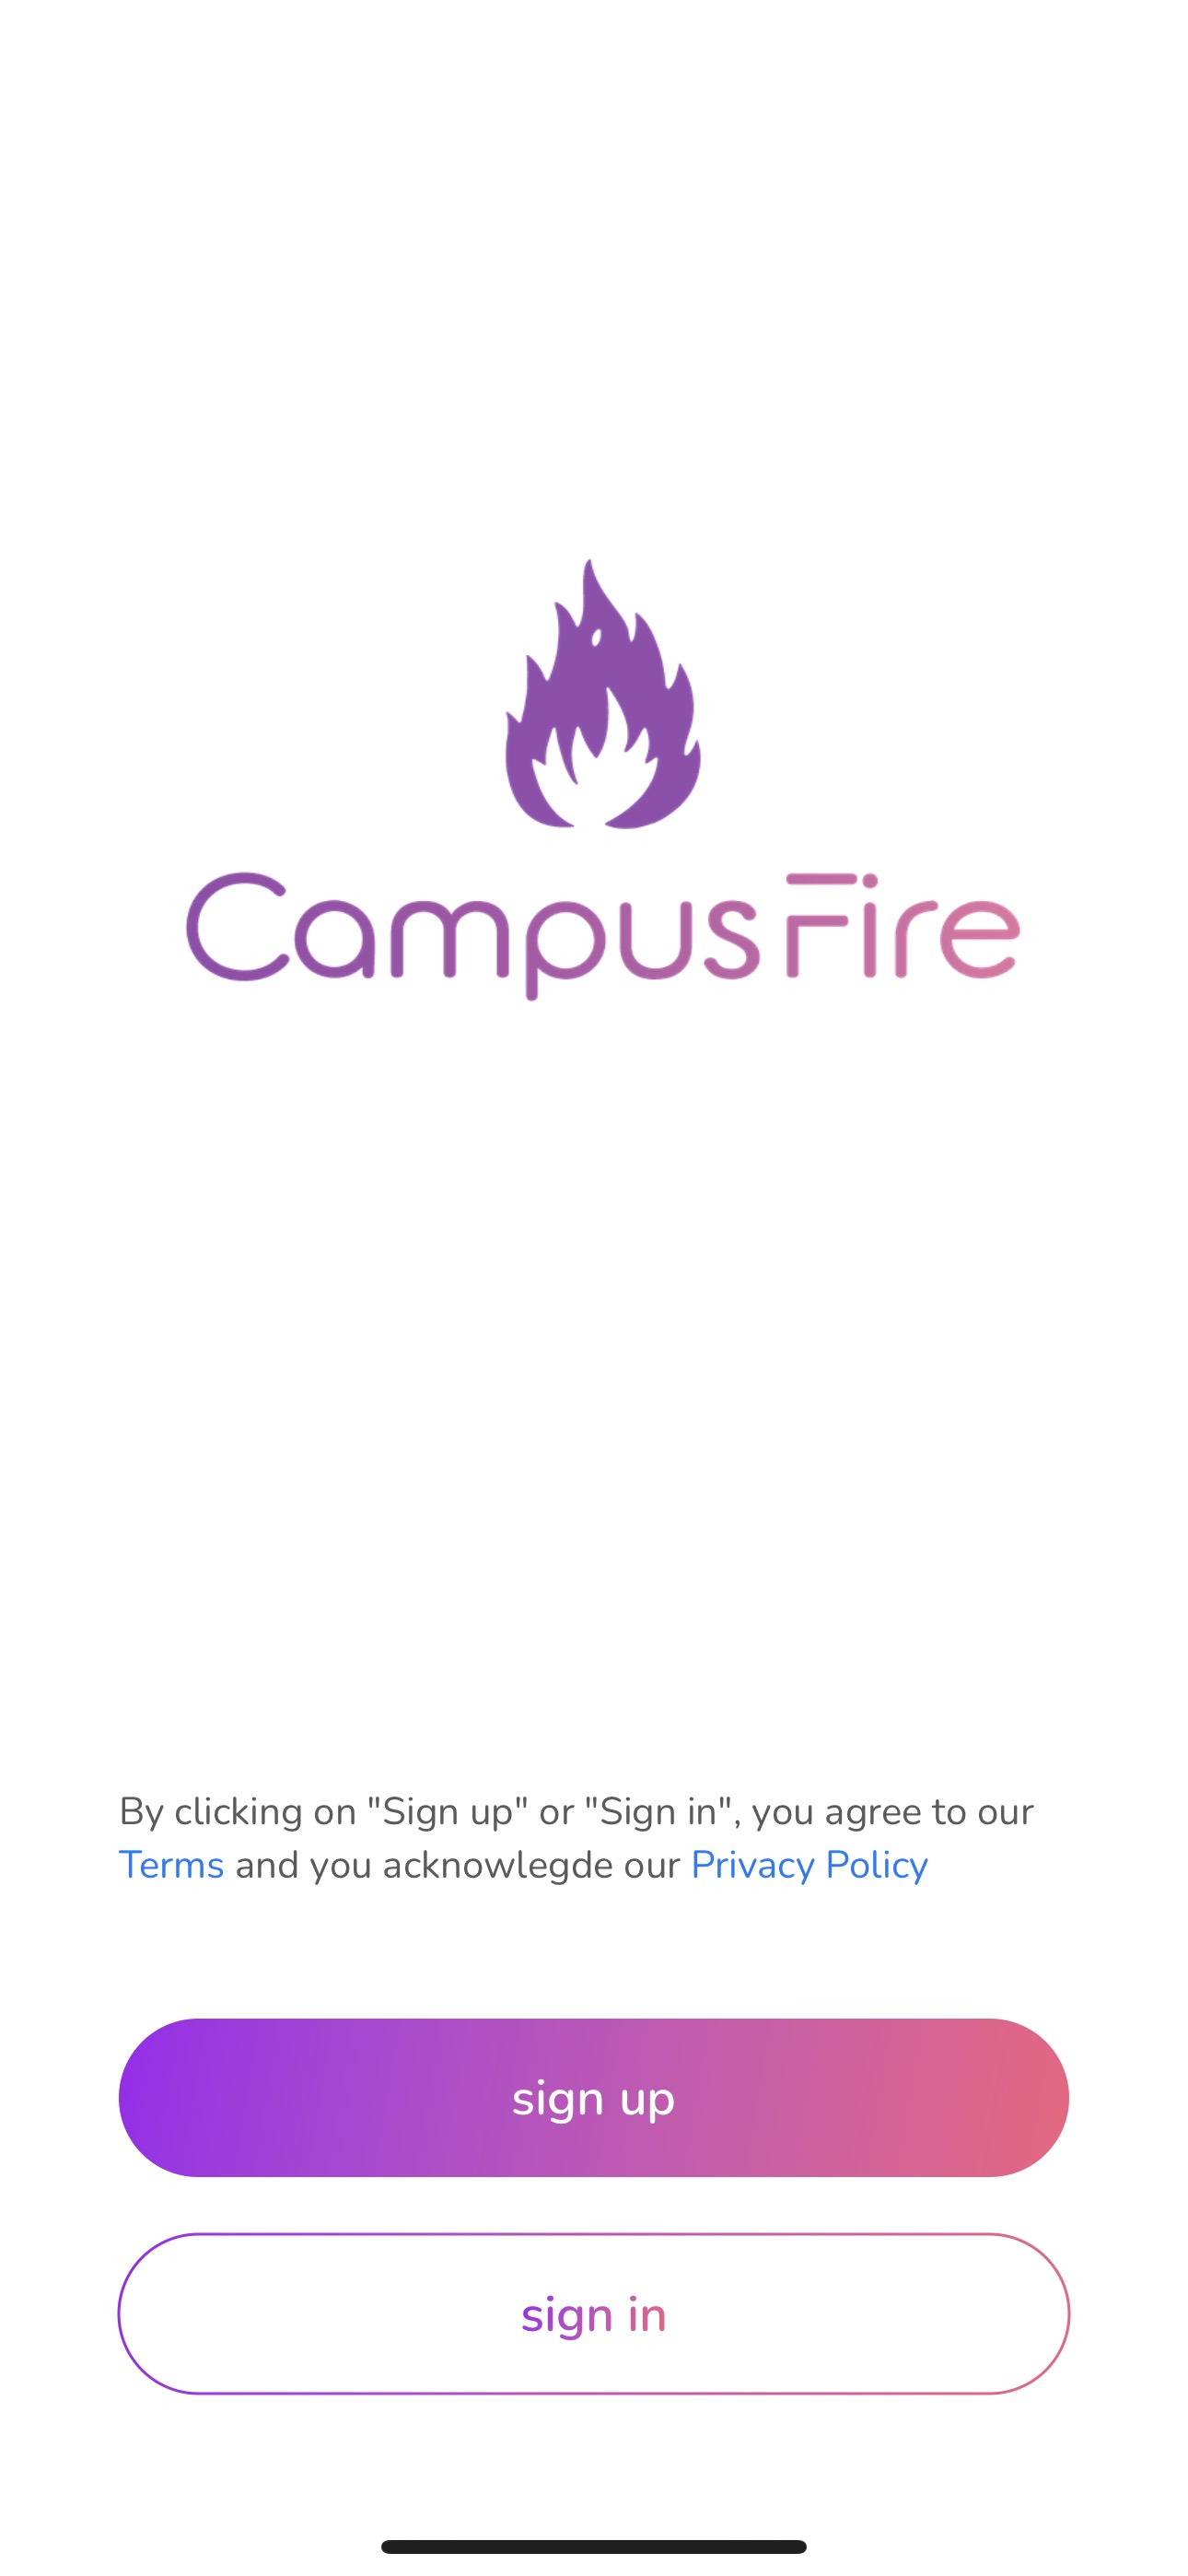 CampusFire
By clicking on "Sign up" or "Sign in", you agree to our
Terms and you acknowlegde our Privacy Policy
sign up
sign in